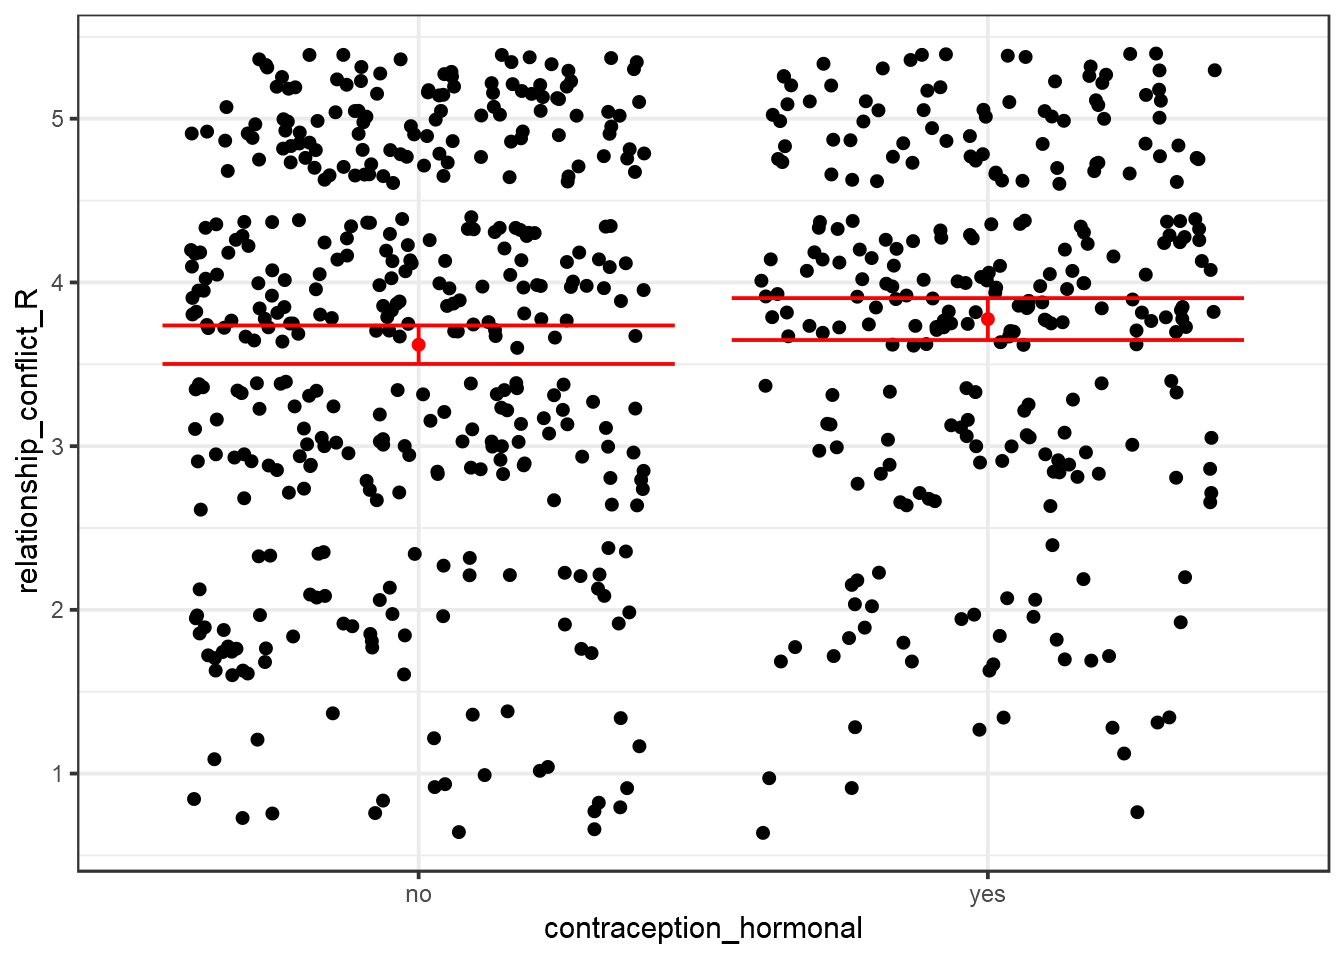 relationship_conflict_R
5
4
3
2
1
no
yes
contraception_hormonal